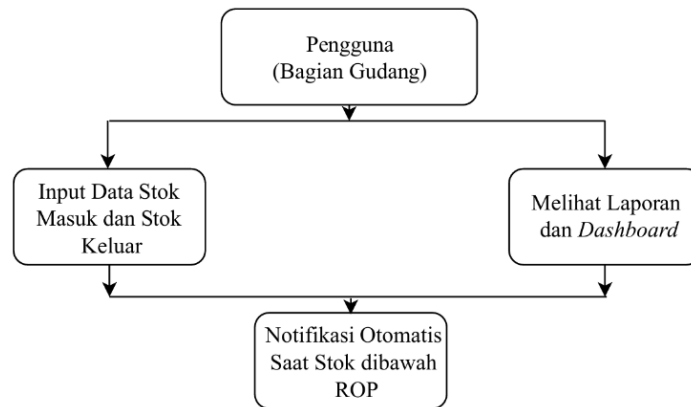 Pengguna
(Bagian Gudang)
Input Data Stok
Masuk dan Stok
Keluar
Melihat Laporan
dan Dashboard
Notifikasi Otomatis
Saat Stok dibawah
ROP